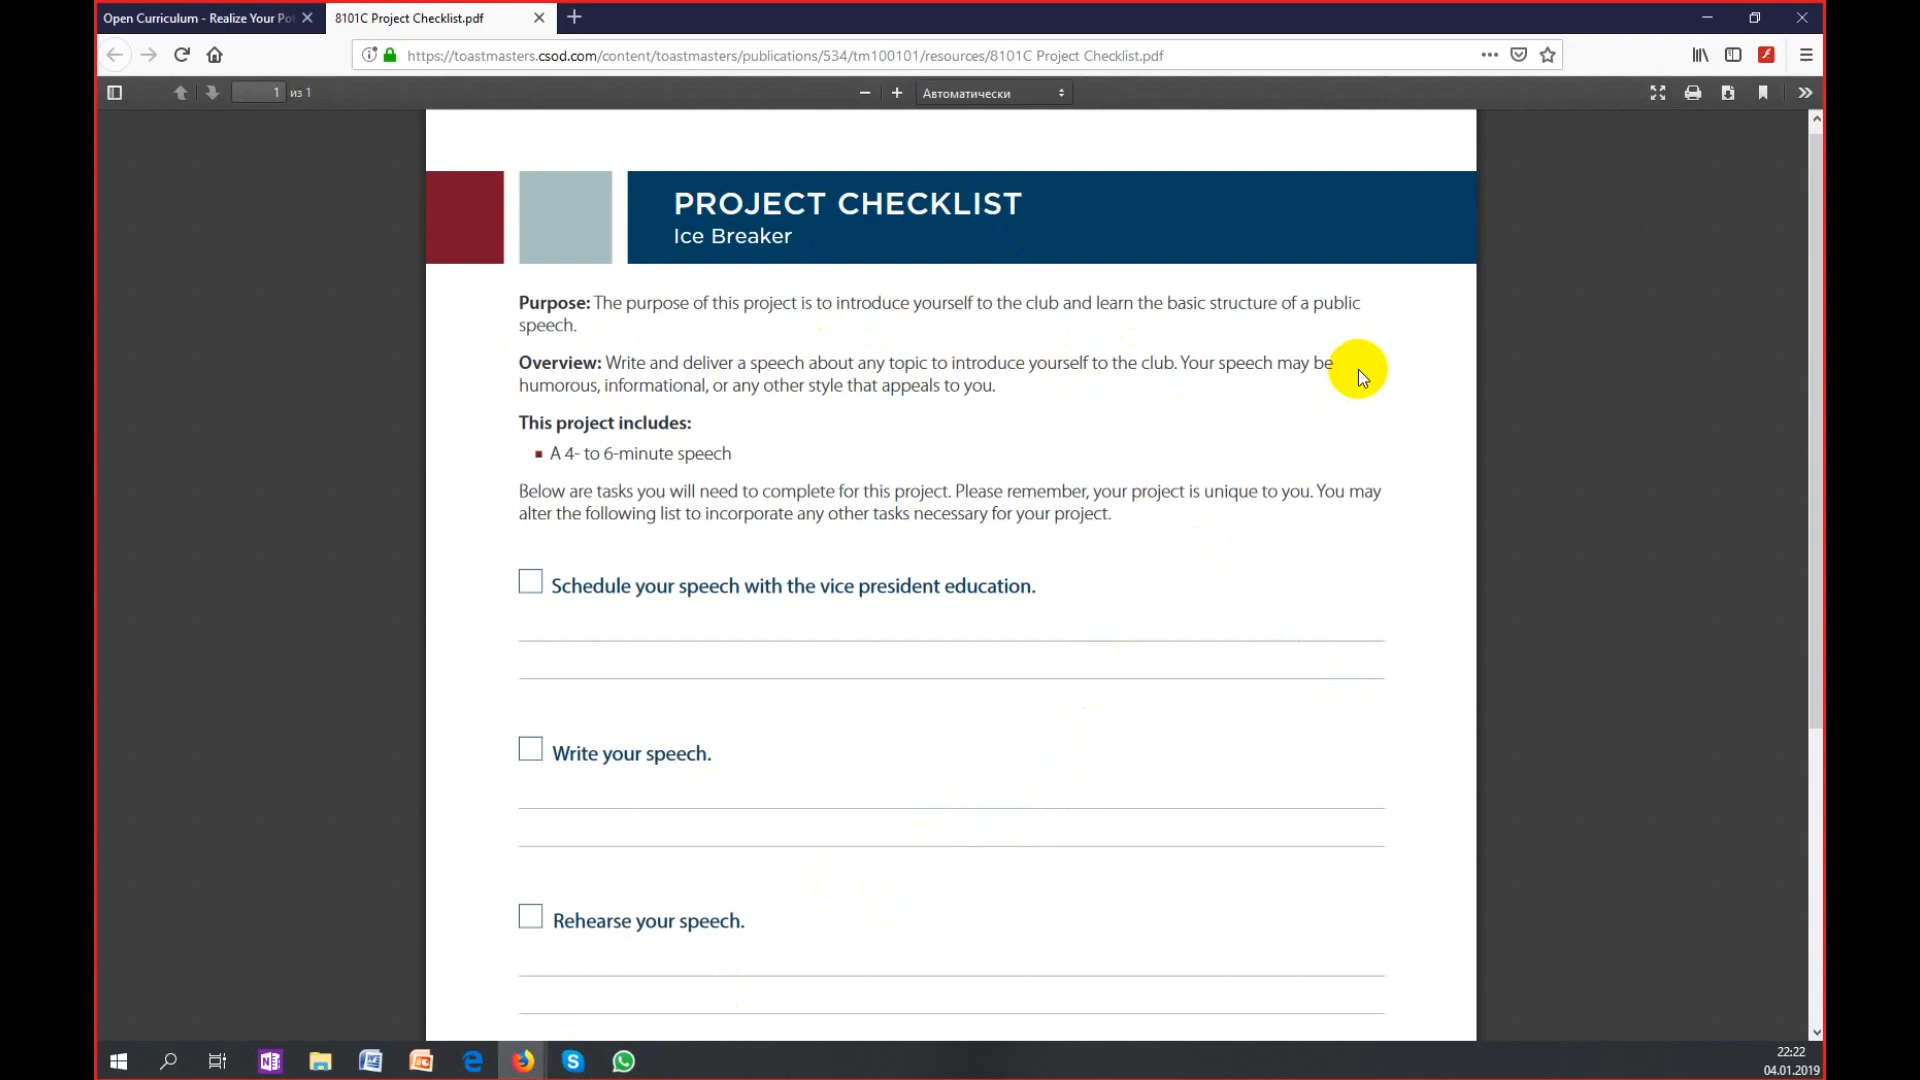 Open Curriculum - Realize Your Po
8101C Project Checklist.pdf
https://toastmasters.csod.com/content/toastmasters/publications/534/tm100101/resources/8101C Project Checklist.pdf
1 из 1
Автоматически
PROJECT CHECKLIST
Ice Breaker
Purpose: The purpose of this project is to introduce yourself to the club and learn the basic structure of a public
speech.
Overview: Write and deliver a speech about any topic to introduce yourself to the club. Your speech may be
humorous, informational, or any other style that appeals to you.
This project includes:
A 4- to 6-minute speech
Below are tasks you will need to complete for this project. Please remember, your project is unique to you. You may
alter the following list to incorporate any other tasks necessary for your project.
Schedule your speech with the vice president education.
Write your speech.
Rehearse your speech.
22:22
04.01.2019